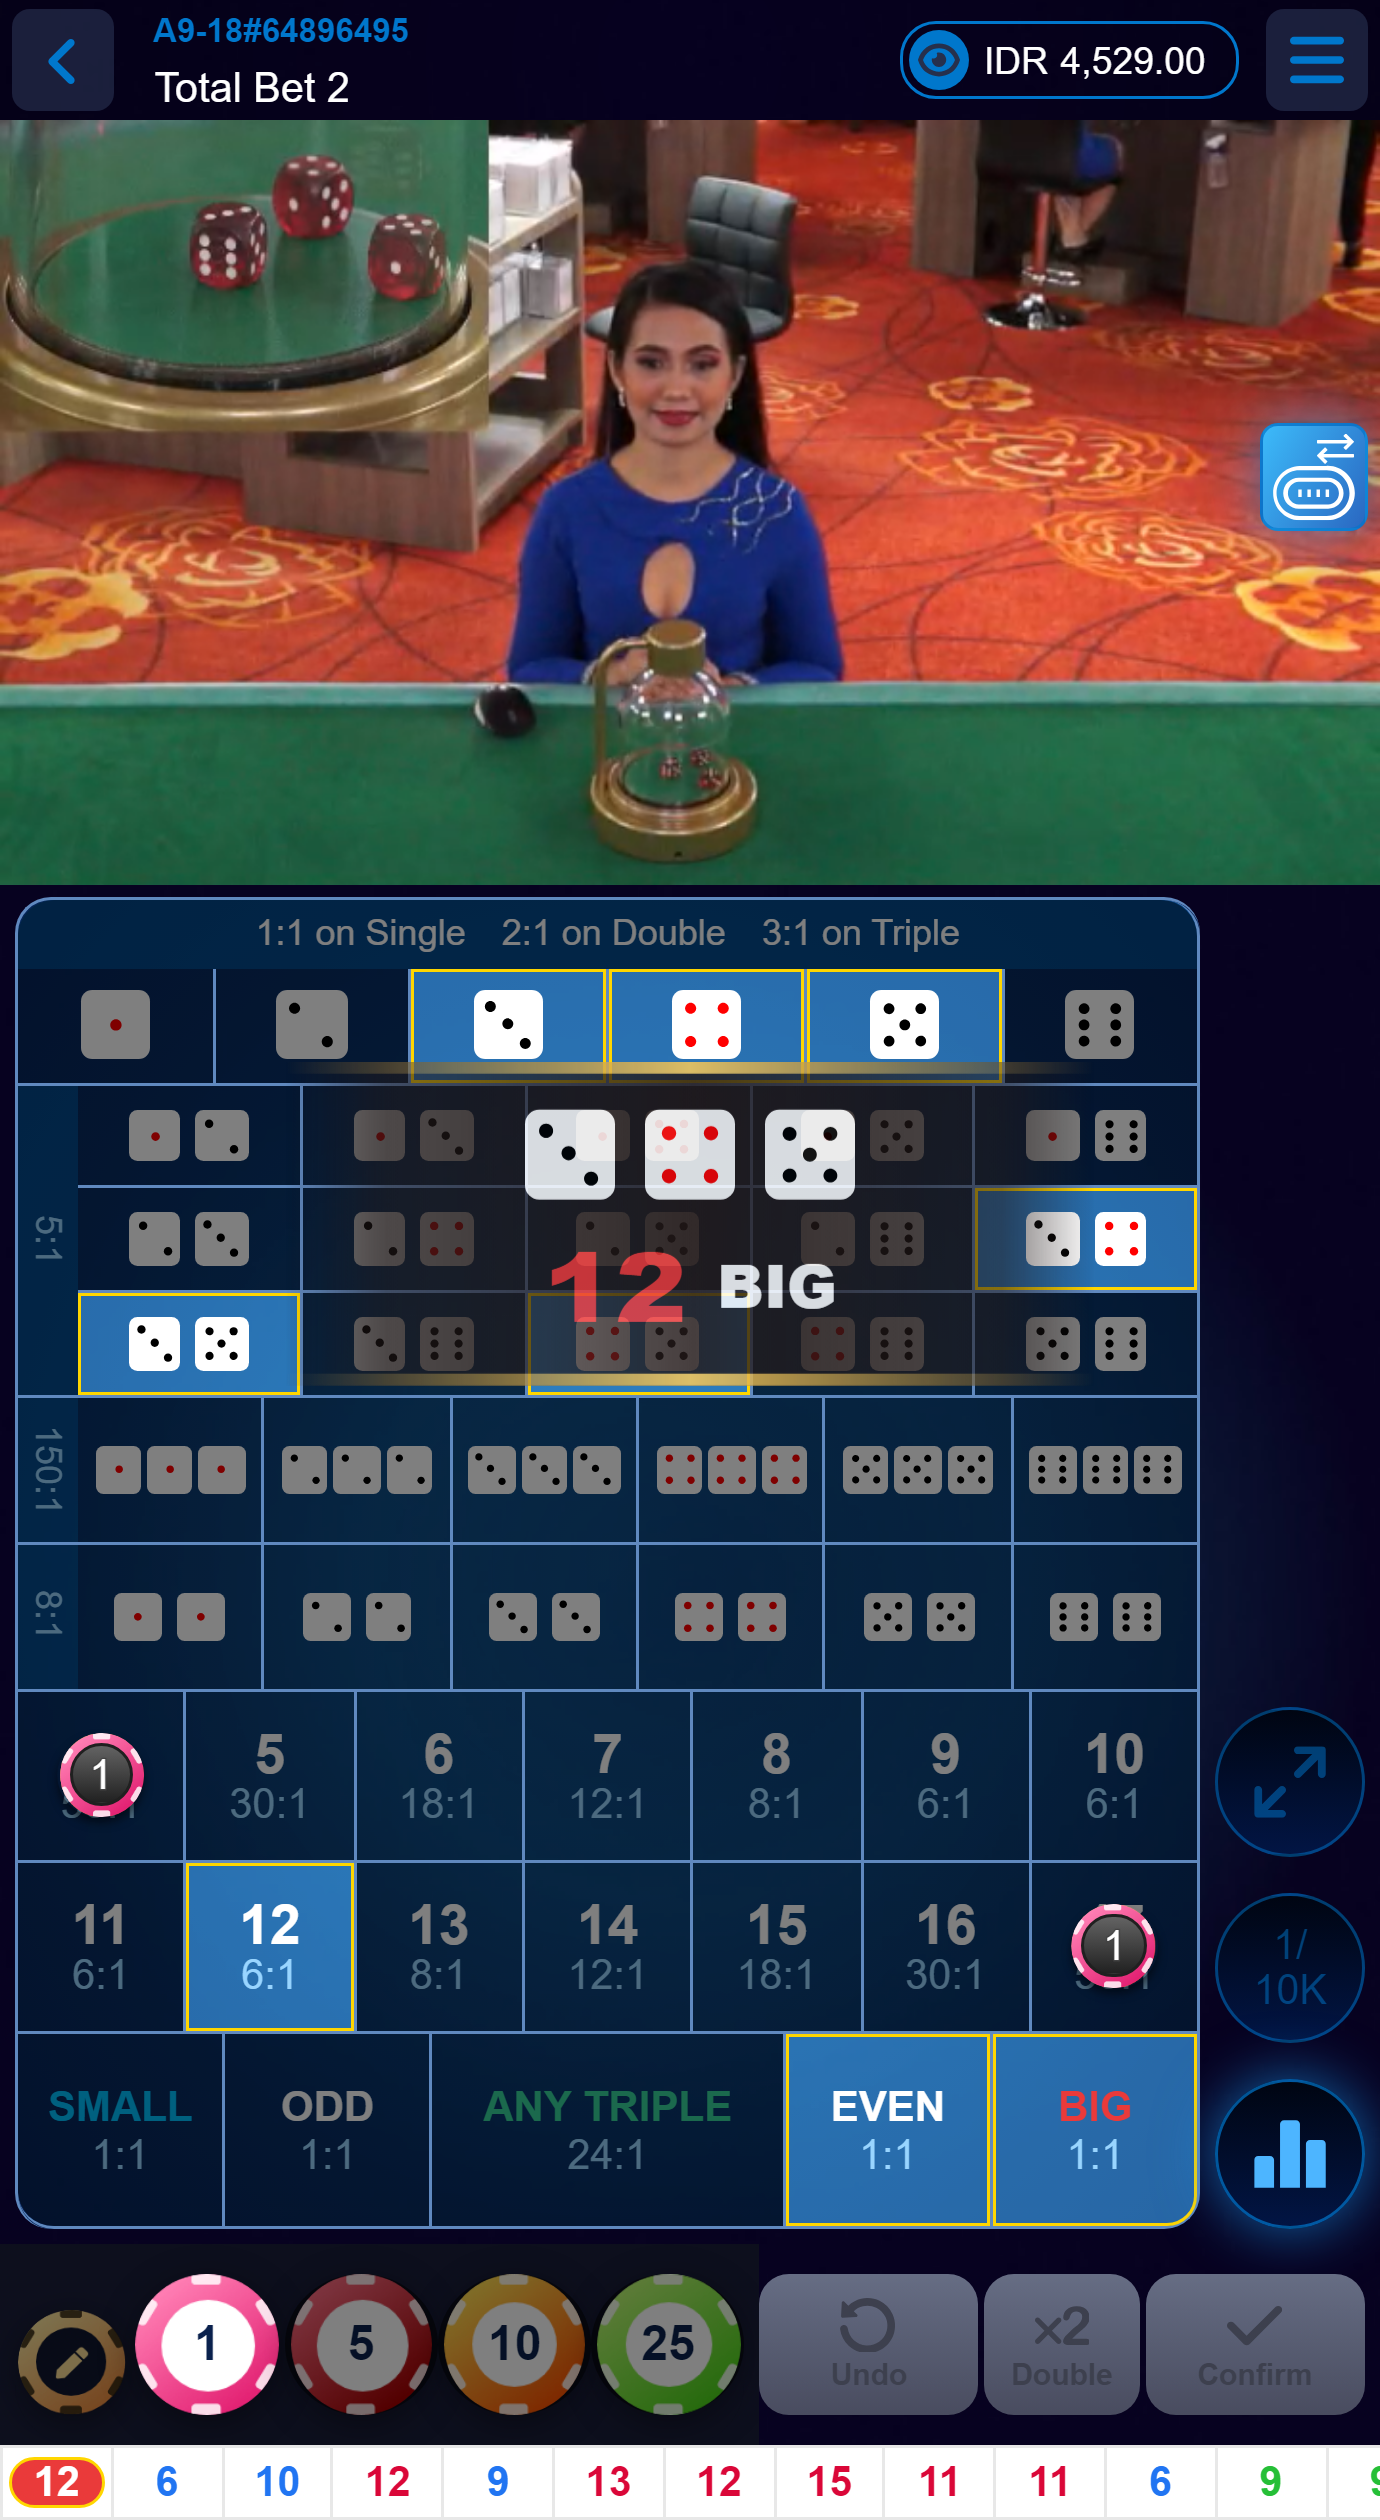 A9-18#64896495
Total Bet 2
IDR 4,529.00
1:1 on Single 2:1 on Double 3:1 on Triple
5:1
12 BIG
150:1
8:1
1
5 6 7 8 9 10
30:1 18:1 12:1 8:1 6:1 6:1
11 12 13 14 15 16
1
6:1 6:1 8:1 12:1 18:1 30:1
1/
10K
SMALL ODD ANY TRIPLE EVEN BIG
1:1 1:1 24:1 1:1 1:1
1 5 10 25
x2
Undo Double Confirm
12 6 10 12 9 13 12 15 11 11 6 9